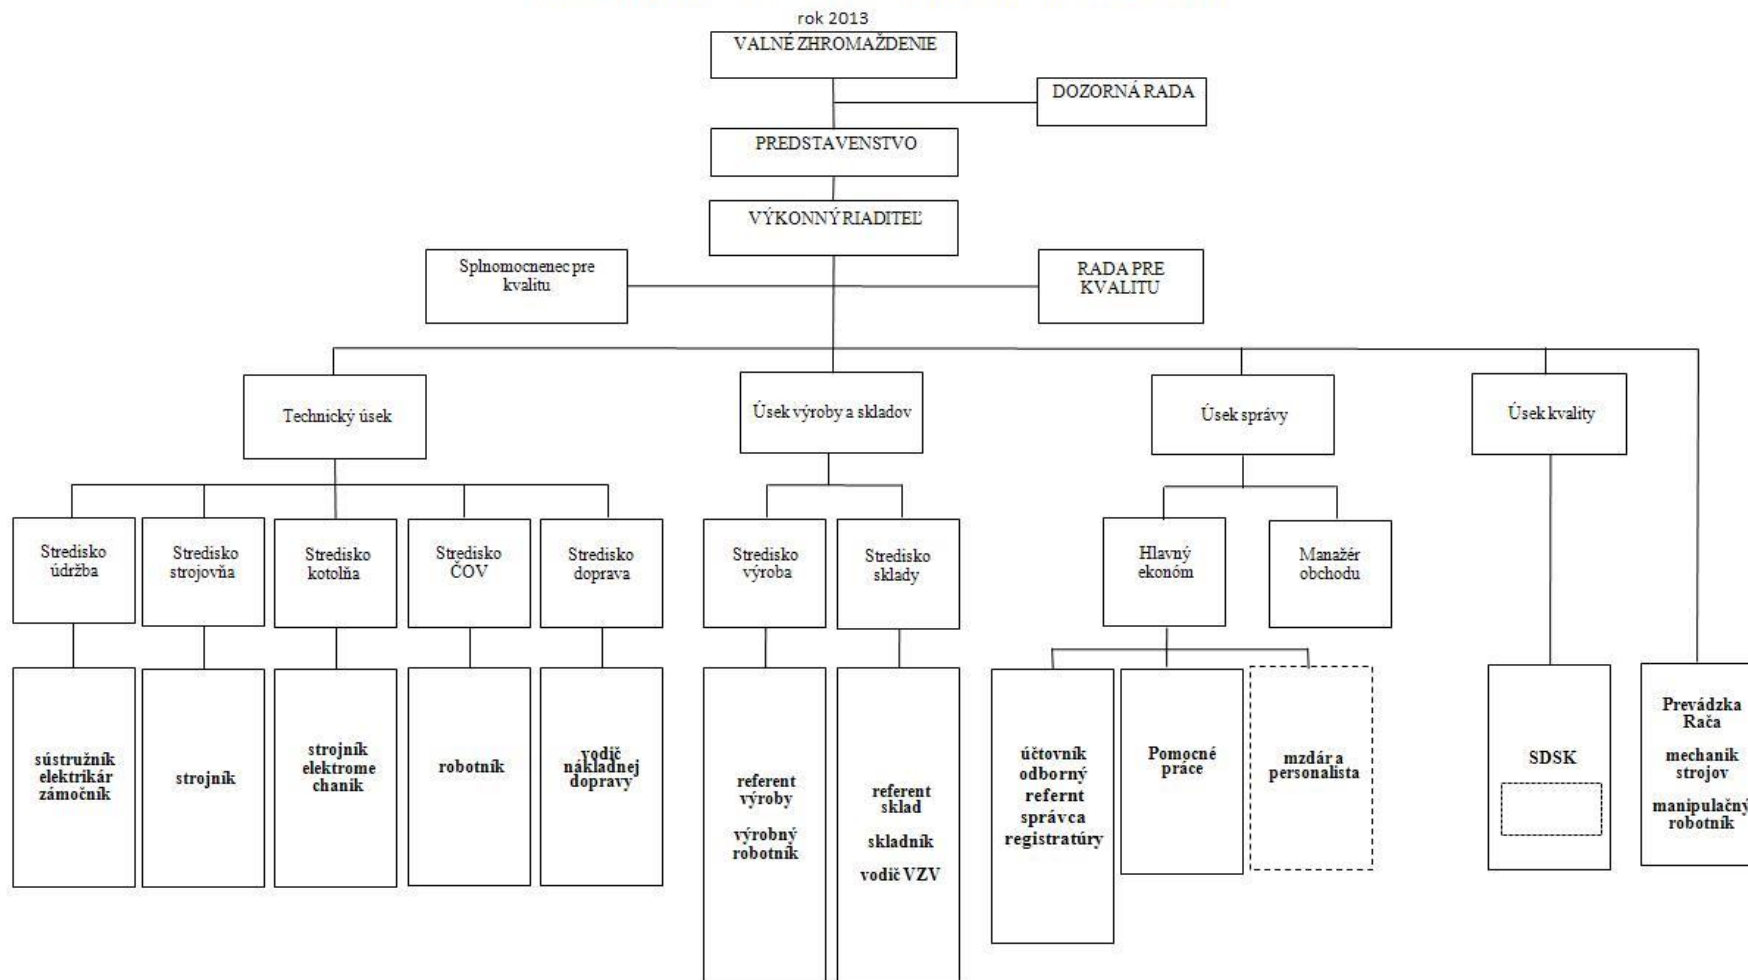 rok 2013
VALNÉ ZHROMAŽDENIE
DOZORNÁ RADA
PREDSTAVENSTVO
VÝKONNÝ RIADITEĽ
Splnomocnenec pre
kvalitu
RADA PRE
KVALITU
Technický úsek
Úsek výroby a skladov
Úsek správy
Úsek kvality
Stredisko
údržba
Stredisko
strojovňa
Stredisko
kotolňa
Stredisko
ČOV
Stredisko
doprava
Stredisko
výroba
Stredisko
sklady
Hlavný
ekonóm
Manažér
obchodu
sústružník
elektrikár
zámočník
strojník
strojník
elektrome
chanik
robotník
vodič
nákladnej
dopravy
referent
výroby
výrobný
robotník
referent
sklad
skladník
vodič VZV
účtovník
odborný
refernt
správca
registratúry
Pomocné
práce
mzdár a
personalista
SDSK
Prevádzka
Rača
mechanik
strojov
manipulačný
robotník